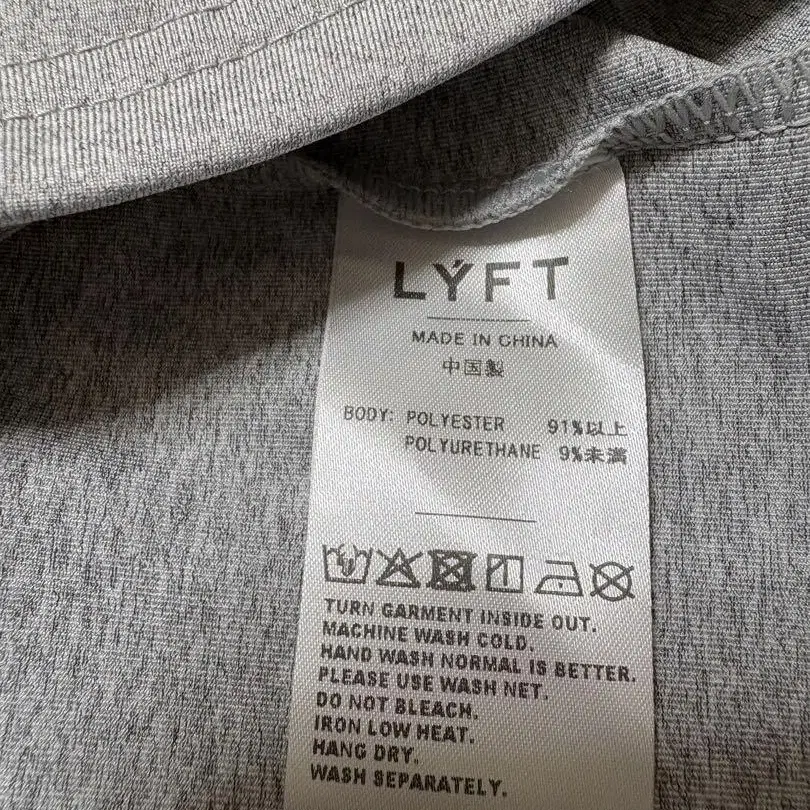 LÝFT
MADE IN CHINA
中国製
BODY: POLYESTER 91%以上
POLYURETHANE 9%未満
TURN GARMENT INSIDE OUT.
MACHINE WASH COLD.
HAND WASH NORMAL IS BETTER.
PLEASE USE WASH NET.
DO NOT BLEACH.
IRON LOW HEAT.
HANG DRY.
WASH SEPARATELY.